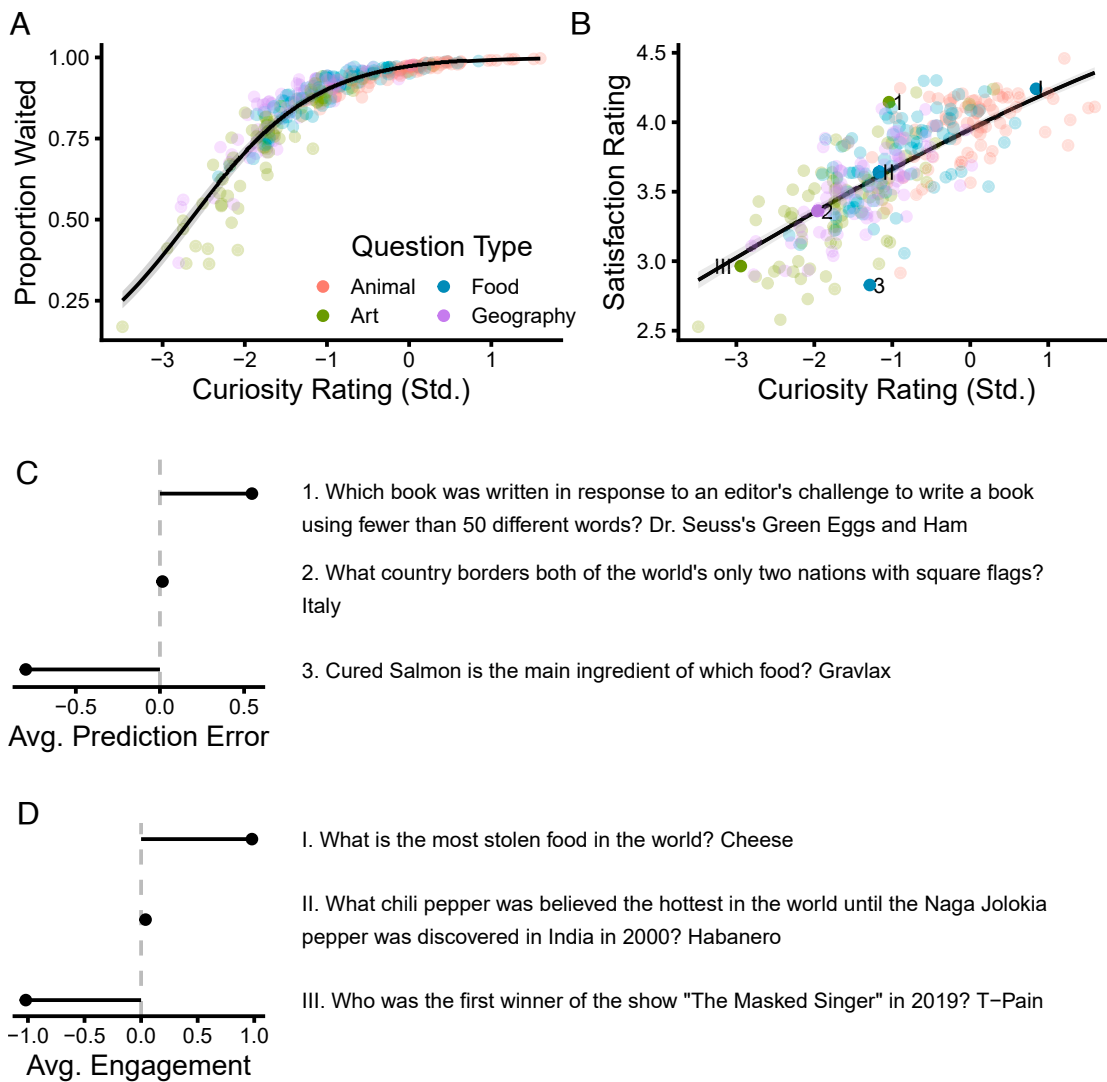 A
B
1.00
0.75
0.50
0.25
Proportion Waited
−3
−2
−1
0
1
Curiosity Rating (Std.)
Question Type
Animal
Food
Art
Geography
4.5
4.0
3.5
3.0
2.5
Satisfaction Rating
1
I
II
2
III
3
−3
−2
−1
0
1
Curiosity Rating (Std.)
C
1. Which book was written in response to an editor's challenge to write a book
using fewer than 50 different words? Dr. Seuss's Green Eggs and Ham
2. What country borders both of the world's only two nations with square flags?
Italy
3. Cured Salmon is the main ingredient of which food? Gravlax
−0.5
0.0
0.5
Avg. Prediction Error
D
I. What is the most stolen food in the world? Cheese
II. What chili pepper was believed the hottest in the world until the Naga Jolokia
pepper was discovered in India in 2000? Habanero
III. Who was the first winner of the show "The Masked Singer" in 2019? T−Pain
−1.0
−0.5
0.0
0.5
1.0
Avg. Engagement